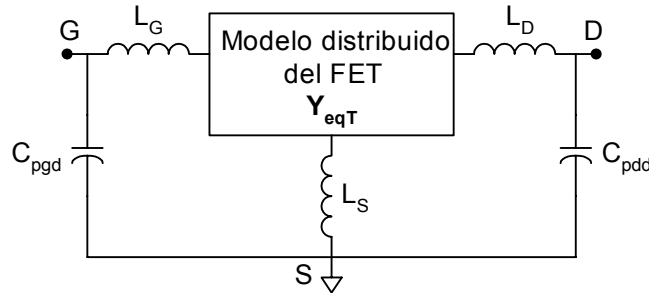 L_G
L_D
G
D
Modelo distribuido
del FET
Y_eqT
C_pgd
C_pdd
L_S
S